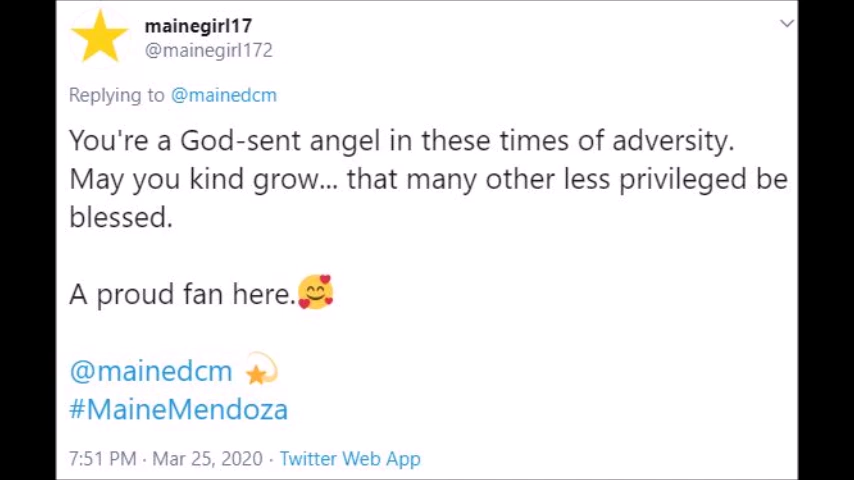 mainegirl17
@mainegirl172
Replying to @mainedcm
You're a God-sent angel in these times of adversity.
May you kind grow... that many other less privileged be
blessed.
A proud fan here.🥰
@mainedcm 💫
#MaineMendoza
7:51 PM · Mar 25, 2020 · Twitter Web App